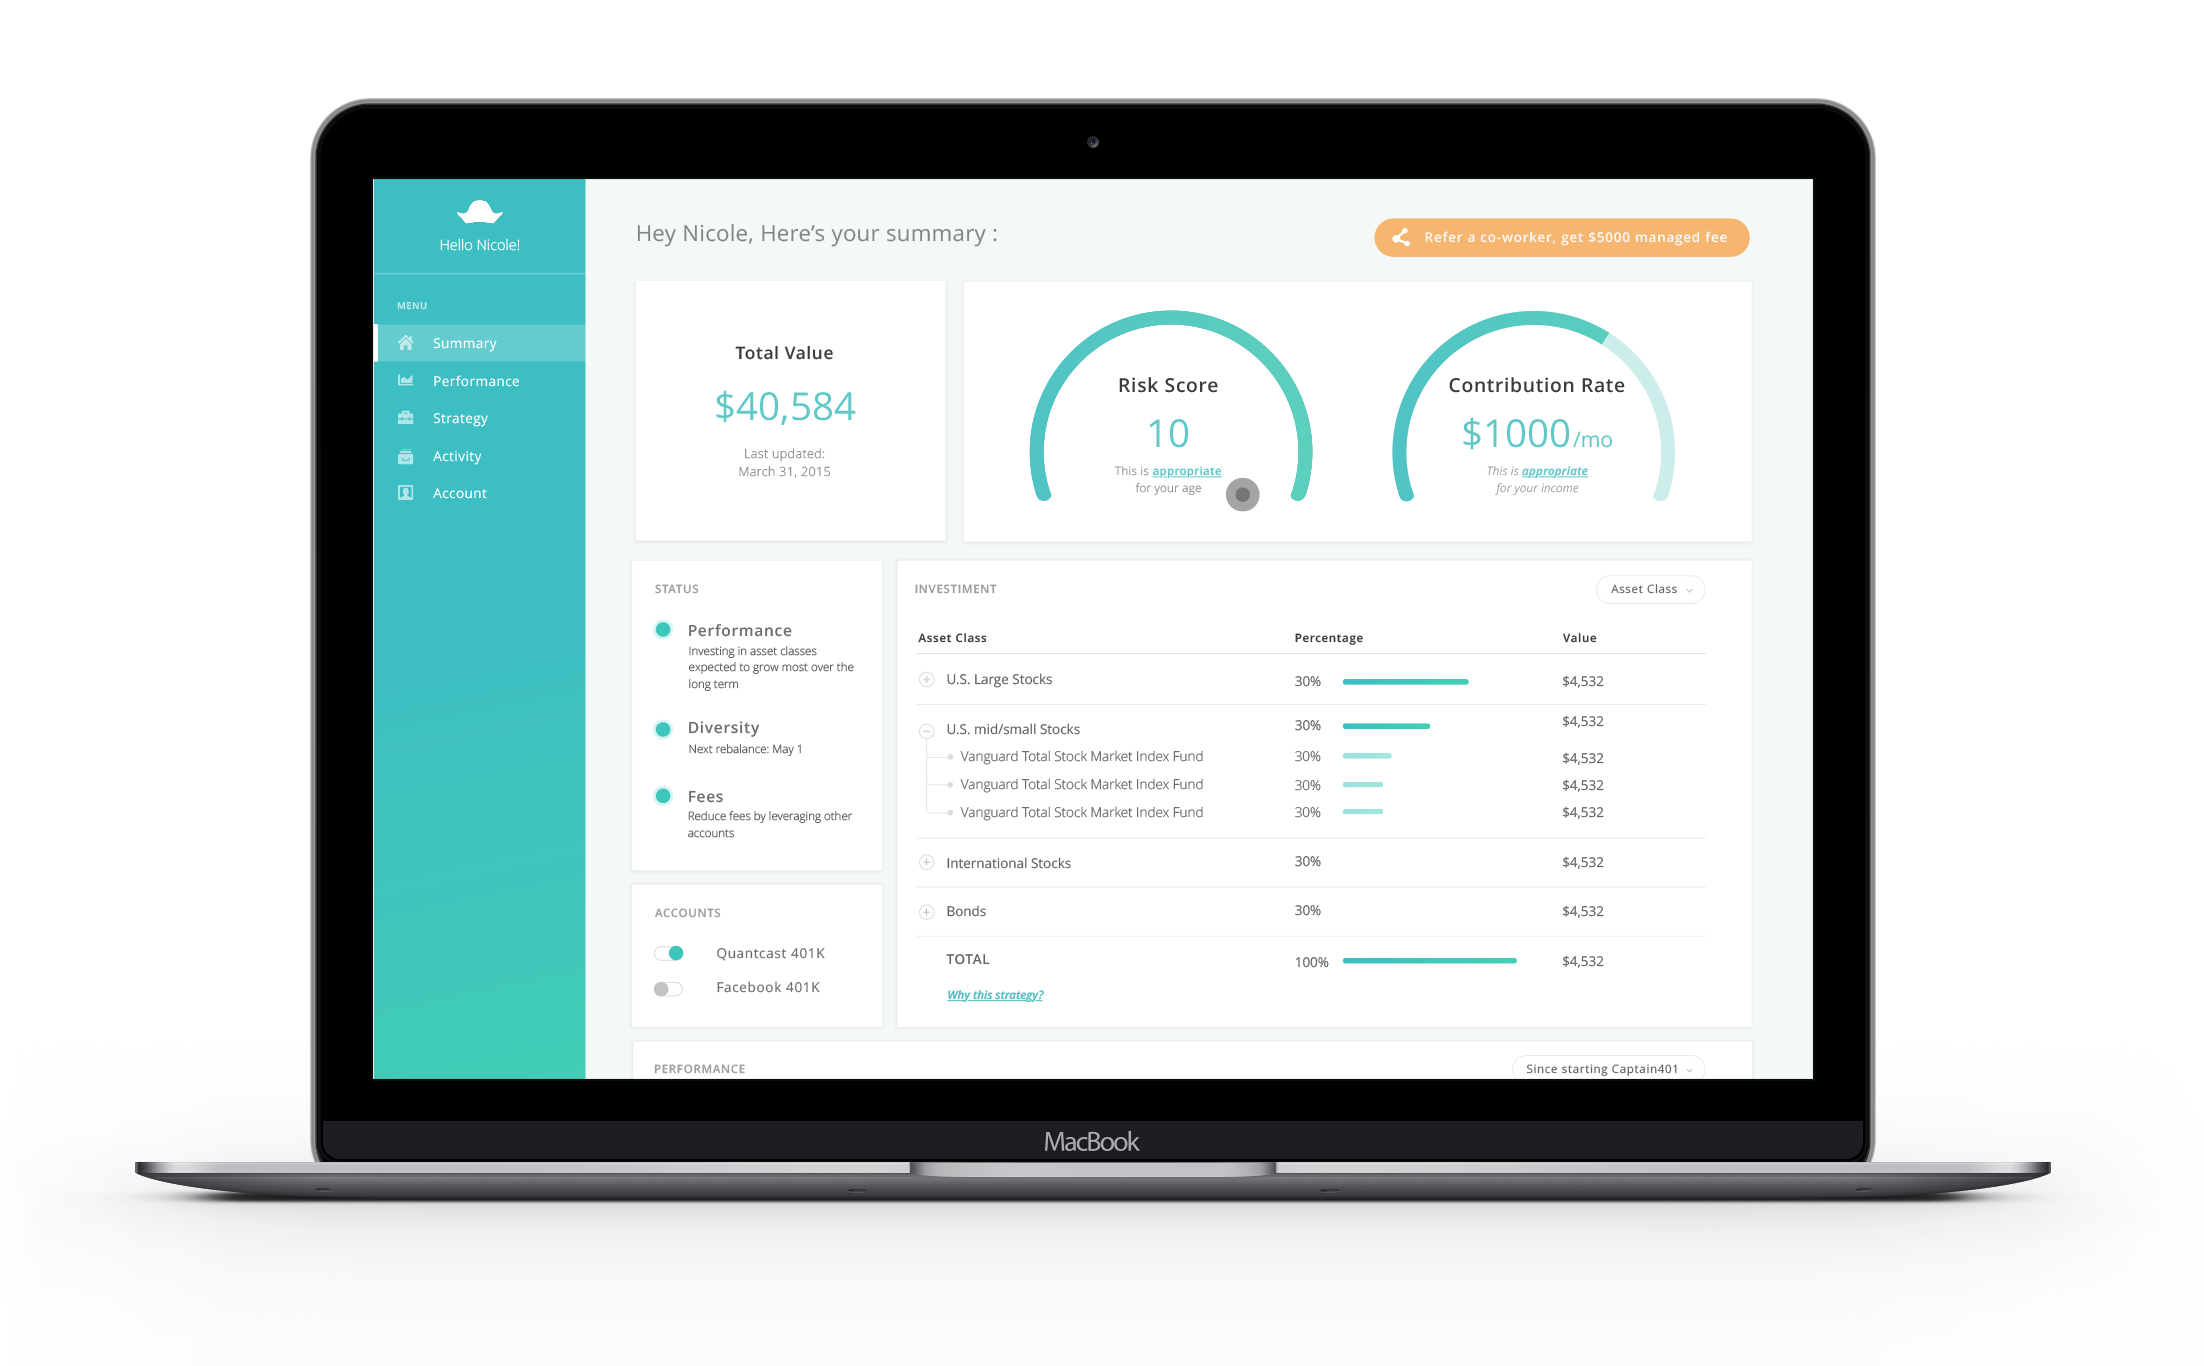 Hello Nicole!
MENU
Summary
Performance
Strategy
Activity
Account
Hey Nicole, Here's your summary :
Refer a co-worker, get $5000 managed fee
Total Value
$40,584
Last updated:
March 31, 2015
Risk Score
10
This is appropriate
for your age
Contribution Rate
$1000/mo
This is appropriate
for your income
STATUS
Performance
Investing in asset classes
expected to grow most over the
long term
Diversity
Next rebalance: May 1
Fees
Reduce fees by leveraging other
accounts
ACCOUNTS
Quantcast 401K
Facebook 401K
INVESTIMENT
Asset Class
Asset Class Percentage Value
U.S. Large Stocks 30% $4,532
U.S. mid/small Stocks 30% $4,532
Vanguard Total Stock Market Index Fund 30% $4,532
Vanguard Total Stock Market Index Fund 30% $4,532
Vanguard Total Stock Market Index Fund 30% $4,532
International Stocks 30% $4,532
Bonds 30% $4,532
TOTAL 100% $4,532
Why this strategy?
PERFORMANCE
Since starting Captain401
MacBook